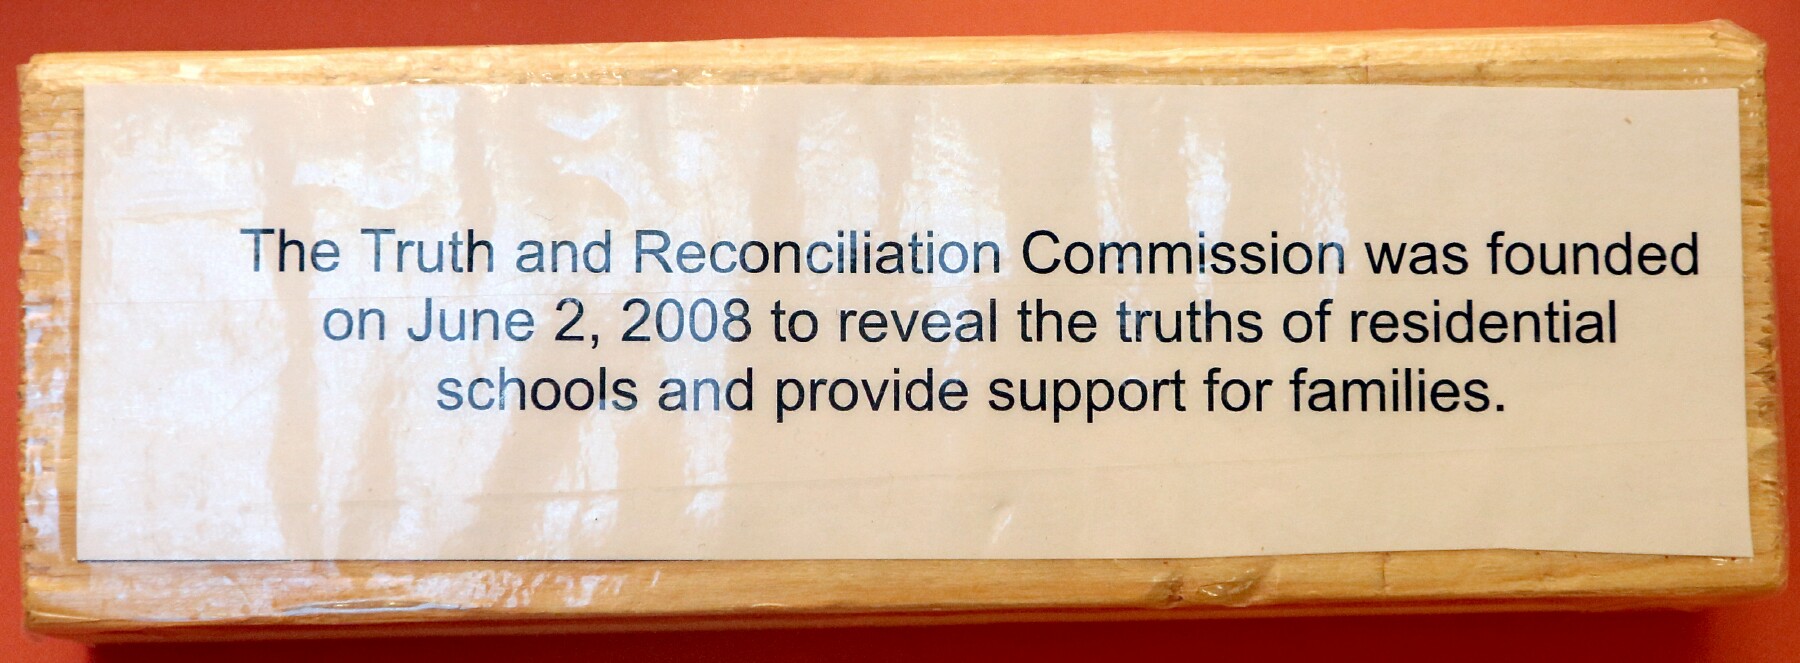 The Truth and Reconciliation Commission was founded
on June 2, 2008 to reveal the truths of residential
schools and provide support for families.